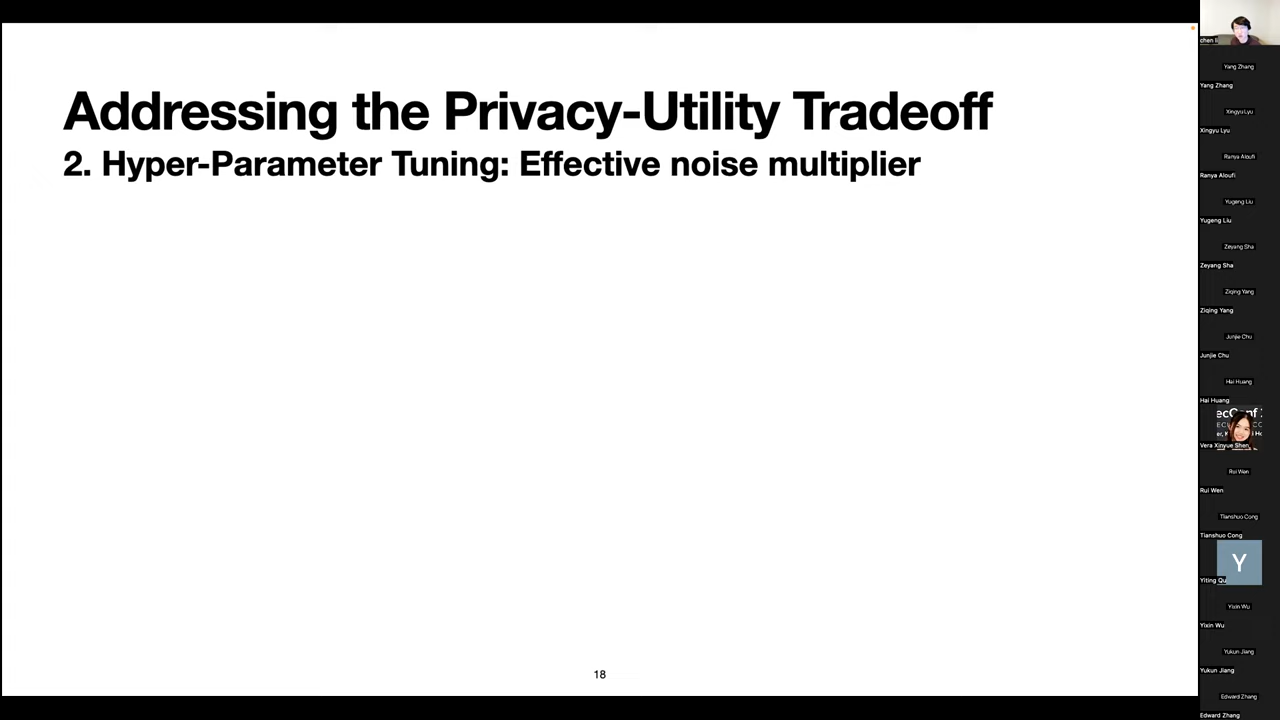 Addressing the Privacy-Utility Tradeoff
2. Hyper-Parameter Tuning: Effective noise multiplier
18
chen li
Yang Zhang
Yang Zhang
Xingyu Lyu
Xingyu Lyu
Ranya Aloufi
Ranya Aloufi
Yugeng Liu
Yugeng Liu
Zeyang Sha
Zeyang Sha
Ziqing Yang
Ziqing Yang
Junjie Chu
Junjie Chu
Hai Huang
Hai Huang
Vera Xinyue Shen
Rui Wen
Rui Wen
Tianshuo Cong
Tianshuo Cong
Y
Yiting Qu
Yixin Wu
Yixin Wu
Yukun Jiang
Yukun Jiang
Edward Zhang
Edward Zhang